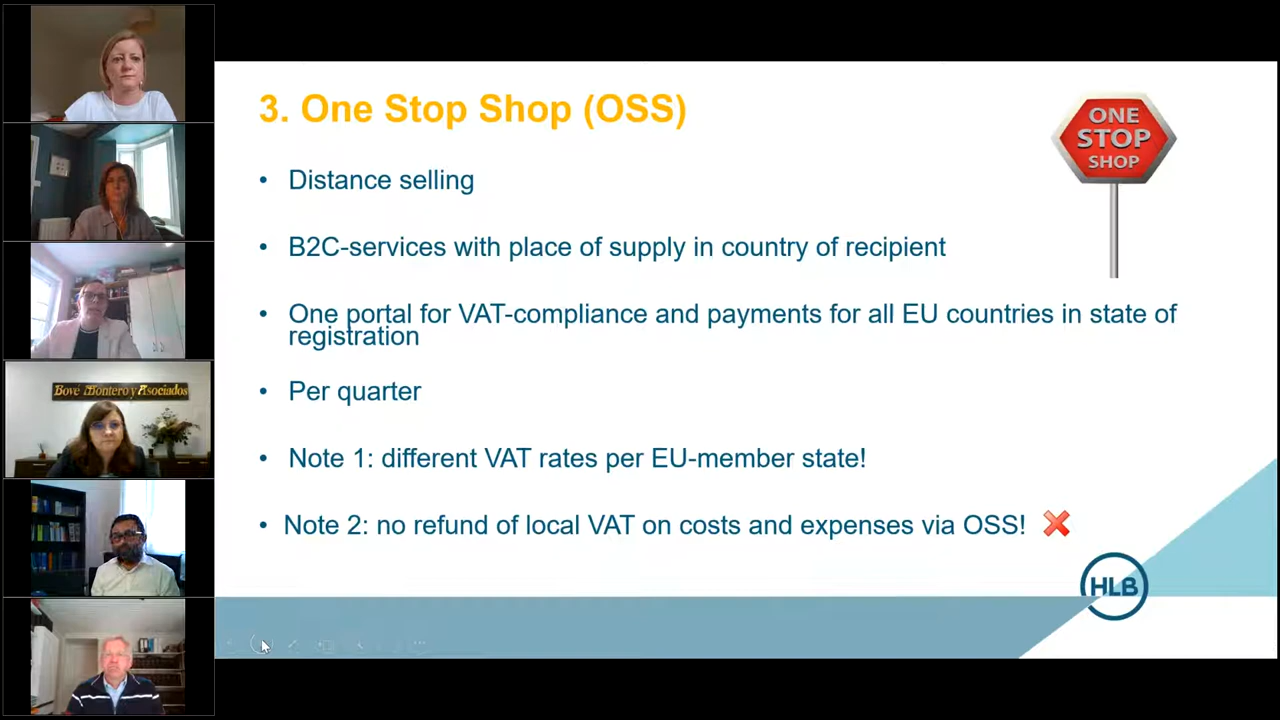 3. One Stop Shop (OSS)
ONE
STOP
SHOP
• Distance selling
• B2C-services with place of supply in country of recipient
• One portal for VAT-compliance and payments for all EU countries in state of
registration
• Per quarter
• Note 1: different VAT rates per EU-member state!
• Note 2: no refund of local VAT on costs and expenses via OSS!
HLB
Bové Montero y Asociados